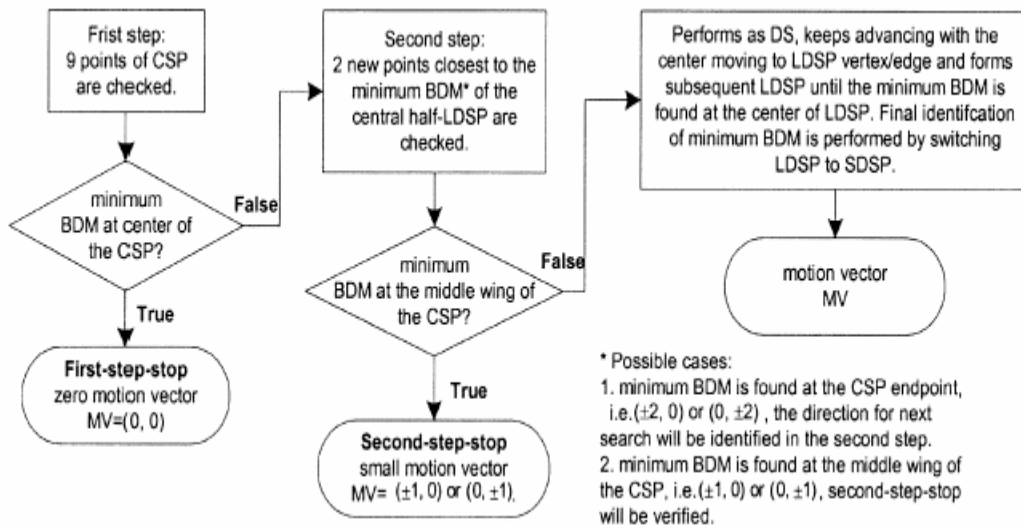 Frist step:
9 points of CSP
are checked.
minimum
BDM at center of
the CSP?
False
True
First-step-stop
zero motion vector
MV=(0, 0)
Second step:
2 new points closest to the
minimum BDM* of the
central half-LDSP are
checked.
minimum
BDM at the middle wing of
the CSP?
False
True
Second-step-stop
small motion vector
MV= (±1, 0) or (0, ±1).
Performs as DS, keeps advancing with the
center moving to LDSP vertex/edge and forms
subsequent LDSP until the minimum BDM is
found at the center of LDSP. Final identifcation
of minimum BDM is performed by switching
LDSP to SDSP.
motion vector
MV
* Possible cases:
1. minimum BDM is found at the CSP endpoint,
i.e.(±2, 0) or (0, ±2) , the direction for next
search will be identified in the second step.
2. minimum BDM is found at the middle wing of
the CSP, i.e.(±1, 0) or (0, ±1), second-step-stop
will be verified.